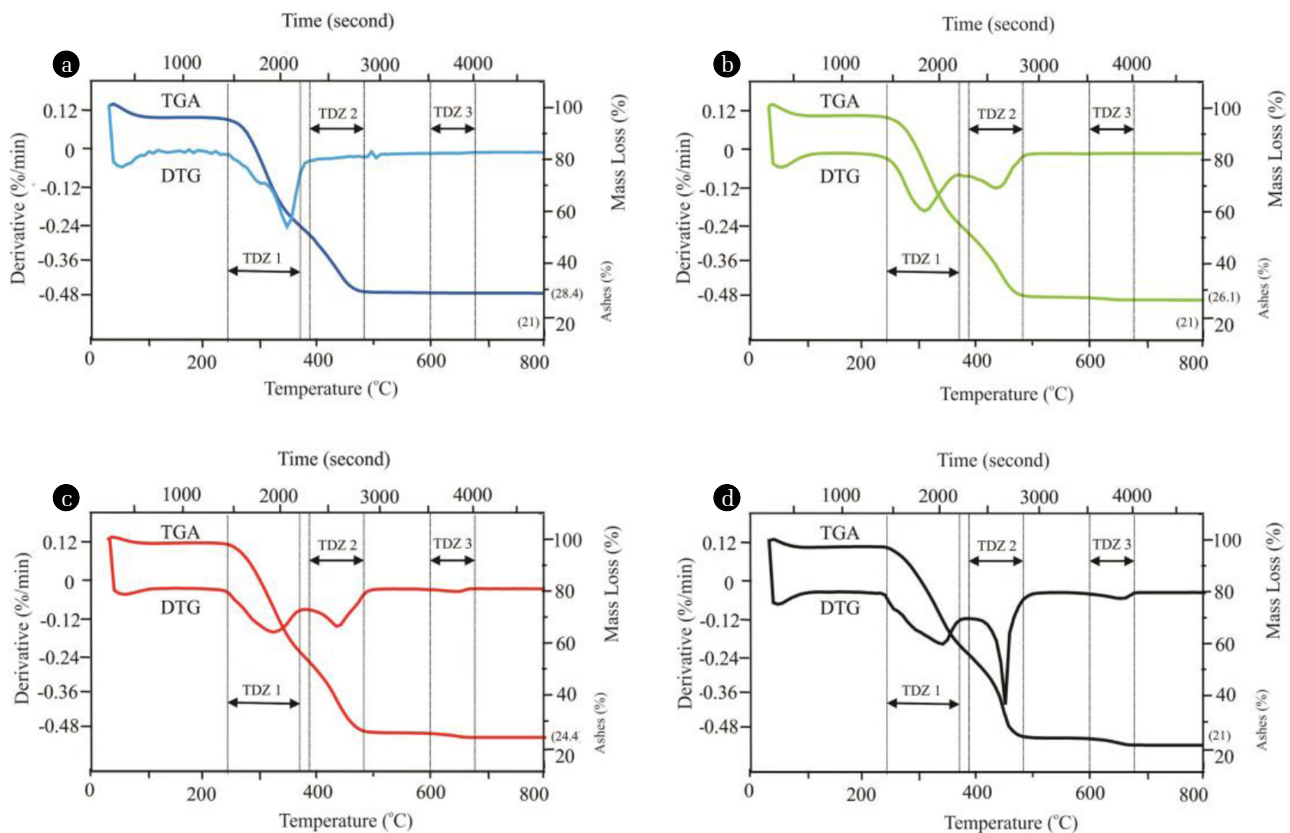 Time (second)
a
1000 2000 3000 4000
TGA
DTG
TDZ 1
TDZ 2
TDZ 3
0.12
0
-0.12
-0.24
-0.36
-0.48
Derivative (%/min)
100
80
60
40
20
(28.4)
(21)
Mass Loss (%)
Ashes (%)
0 200 400 600 800
Temperature (°C)
Time (second)
b
1000 2000 3000 4000
TGA
DTG
TDZ 1
TDZ 2
TDZ 3
0.12
0
-0.12
-0.24
-0.36
-0.48
Derivative (%/min)
100
80
60
40
20
(26.1)
(21)
Mass Loss (%)
Ashes (%)
0 200 400 600 800
Temperature (°C)
Time (second)
c
1000 2000 3000 4000
TGA
DTG
TDZ 1
TDZ 2
TDZ 3
0.12
0
-0.12
-0.24
-0.36
-0.48
Derivative (%/min)
100
80
60
40
20
(24.4
Mass Loss (%)
Ashes (%)
0 200 400 600 800
Temperature (°C)
Time (second)
d
1000 2000 3000 4000
TGA
DTG
TDZ 1
TDZ 2
TDZ 3
0.12
0
-0.12
-0.24
-0.36
-0.48
Derivative (%/min)
100
80
60
40
20
(21)
Mass Loss (%)
Ashes (%)
0 200 400 600 800
Temperature (°C)